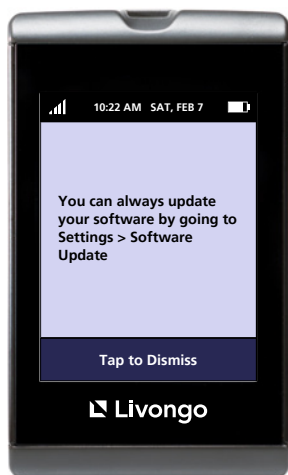 10:22 AM SAT, FEB 7
You can always update
your software by going to
Settings > Software
Update
Tap to Dismiss
Livongo